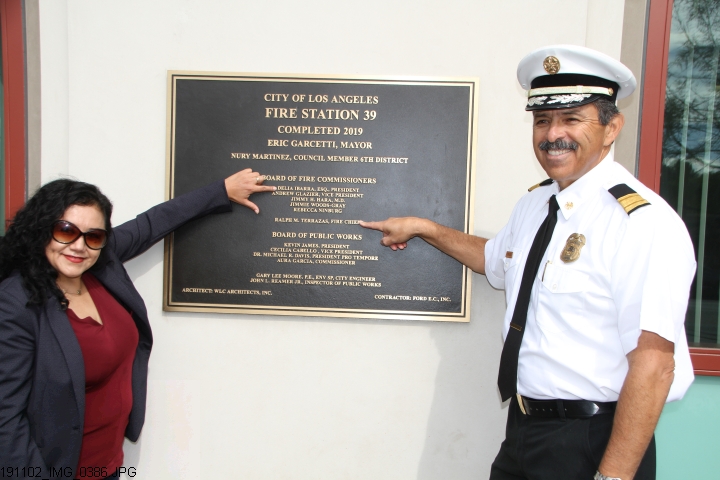 CITY OF LOS ANGELES
FIRE STATION 39
COMPLETED 2019
ERIC GARCETTI, MAYOR
NURY MARTINEZ, COUNCIL MEMBER 6TH DISTRICT
BOARD OF FIRE COMMISSIONERS
DELIA IBARRA, ESQ., PRESIDENT
ANDREW GLAZIER, VICE PRESIDENT
JIMMY H. HARA, M.D.
JIMMIE WOODS-GRAY
REBECCA NINBURG
RALPH M. TERRAZAS, FIRE CHIEF
BOARD OF PUBLIC WORKS
KEVIN JAMES, PRESIDENT
CECILIA CABELLO, VICE PRESIDENT
DR. MICHAEL R. DAVIS, PRESIDENT PRO TEMPORE
AURA GARCIA, COMMISSIONER
GARY LEE MOORE, P.E., ENV SP, CITY ENGINEER
JOHN L. REAMER JR., INSPECTOR OF PUBLIC WORKS
ARCHITECT: WLC ARCHITECTS, INC.
CONTRACTOR: FORD E.C., INC.
191102_IMG_0386.JPG